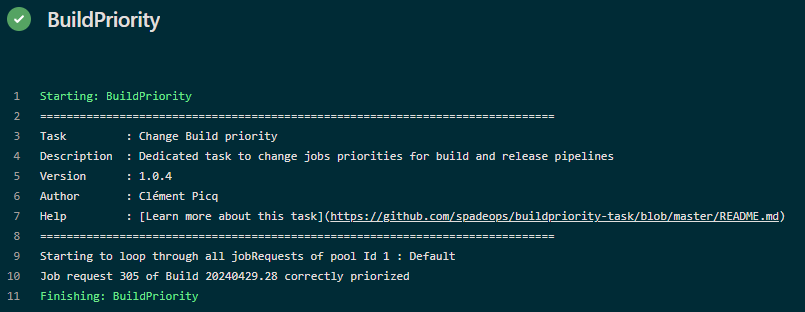 BuildPriority
1 Starting: BuildPriority
2 ==============================================================================
3 Task : Change Build priority
4 Description : Dedicated task to change jobs priorities for build and release pipelines
5 Version : 1.0.4
6 Author : Clément Picq
7 Help : [Learn more about this task](https://github.com/spadeops/buildpriority-task/blob/master/README.md)
8 ==============================================================================
9 Starting to loop through all jobRequests of pool Id 1 : Default
10 Job request 305 of Build 20240429.28 correctly priorized
11 Finishing: BuildPriority